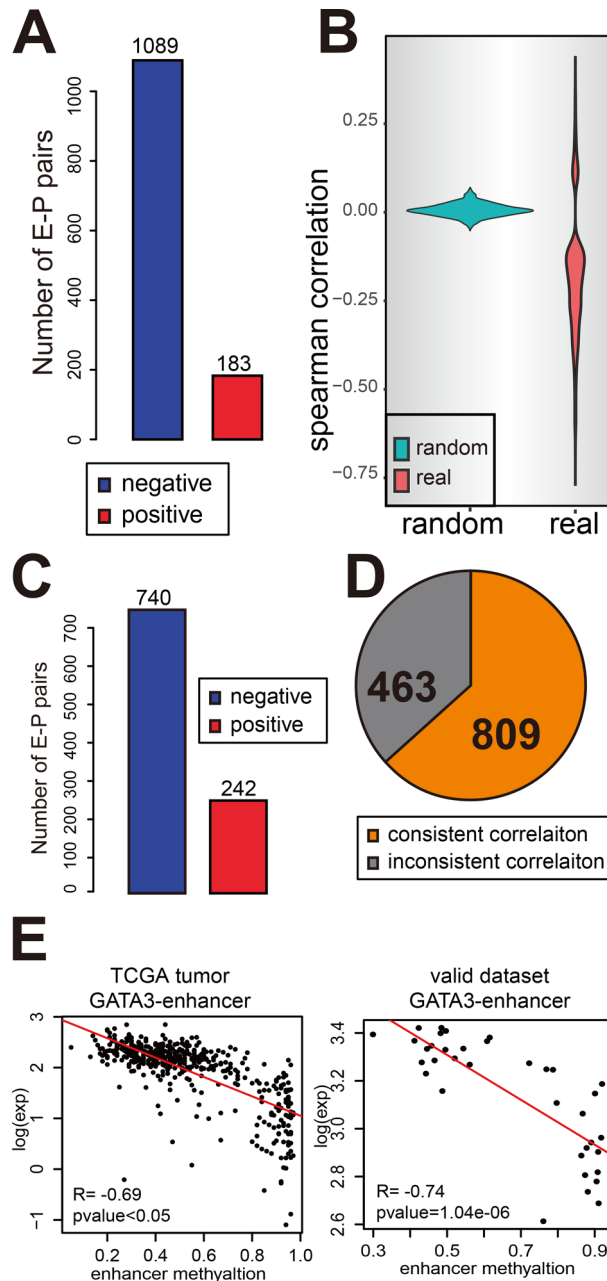 A
1089
Number of E-P pairs
0
200
400
600
800
1000
183
negative
positive
B
spearman correlation
0.25
0.00
−0.25
−0.50
−0.75
random
real
random
real
C
740
Number of E-P pairs
0
100
200
300
400
500
600
700
242
negative
positive
D
463
809
consistent correlaiton
inconsistent correlaiton
E
TCGA tumor
GATA3-enhancer
log(exp)
3
2
1
0
−1
R= -0.69
pvalue<0.05
0.2
0.4
0.6
0.8
1.0
enhancer methyaltion
valid dataset
GATA3-enhancer
log(exp)
3.4
3.2
3.0
2.8
2.6
R= -0.74
pvalue=1.04e-06
0.3
0.5
0.7
0.9
enhancer methyaltion